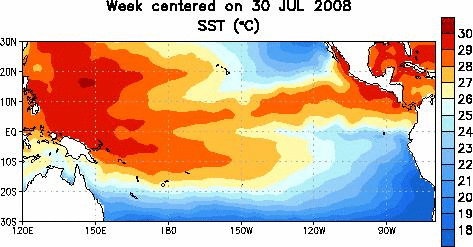 Week centered on 30 JUL 2008
SST (°C)
30N
20N
10N
EQ
10S
20S
30S
120E
150E
180
150W
120W
90W
30
29
28
27
26
25
24
23
22
21
20
19
18